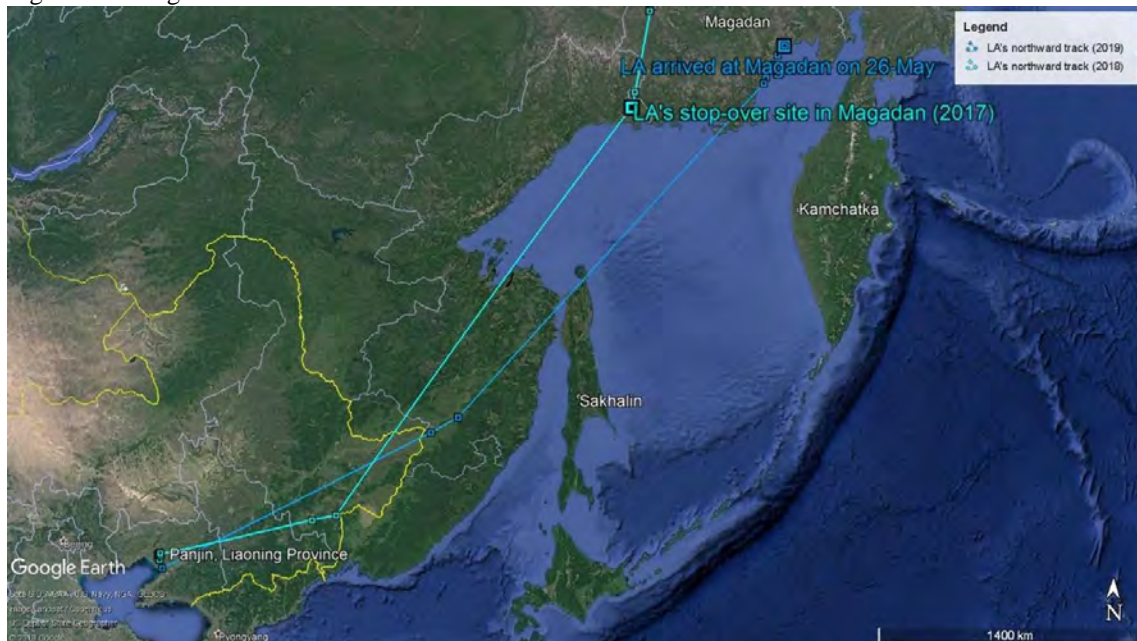 Magadan
Legend
LA's northward track (2019)
LA's northward track (2018)
LA arrived at Magadan on 26-May
LA's stop-over site in Magadan (2017)
Kamchatka
Sakhalin
Panjin, Liaoning Province
Google Earth
Pyongyang
N
1400 km